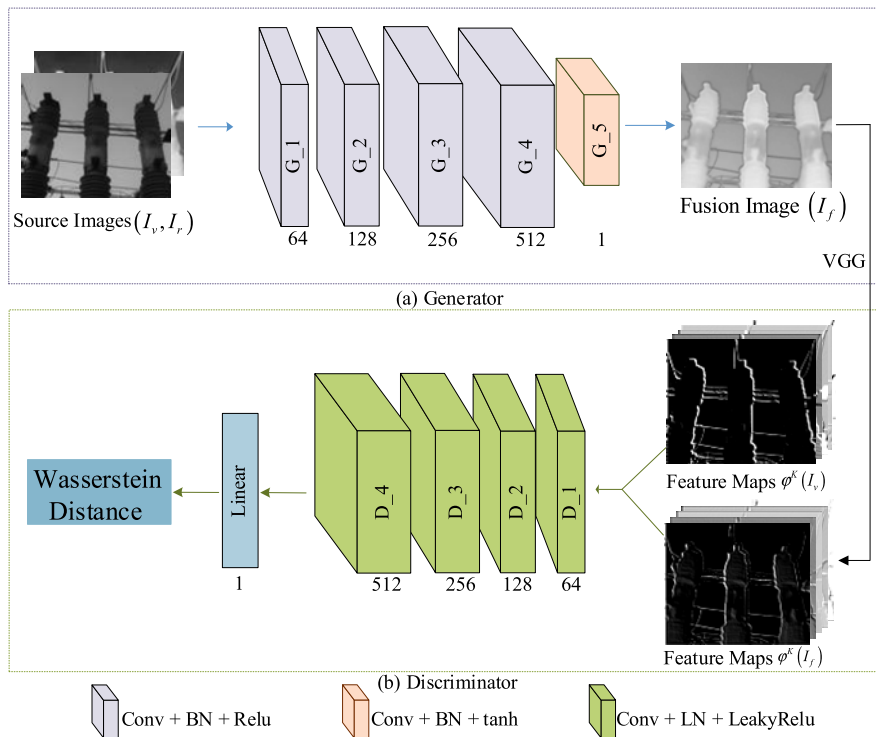 G_1
G_2
G_3
G_4
G_5
Source Images(I_v, I_r)
64
128
256
512
1
Fusion Image (I_f)
VGG
(a) Generator
Wasserstein
Distance
Linear
D_4
D_3
D_2
D_1
1
512
256
128
64
Feature Maps φ^K(I_v)
Feature Maps φ^K(I_f)
(b) Discriminator
Conv + BN + Relu
Conv + BN + tanh
Conv + LN + LeakyRelu